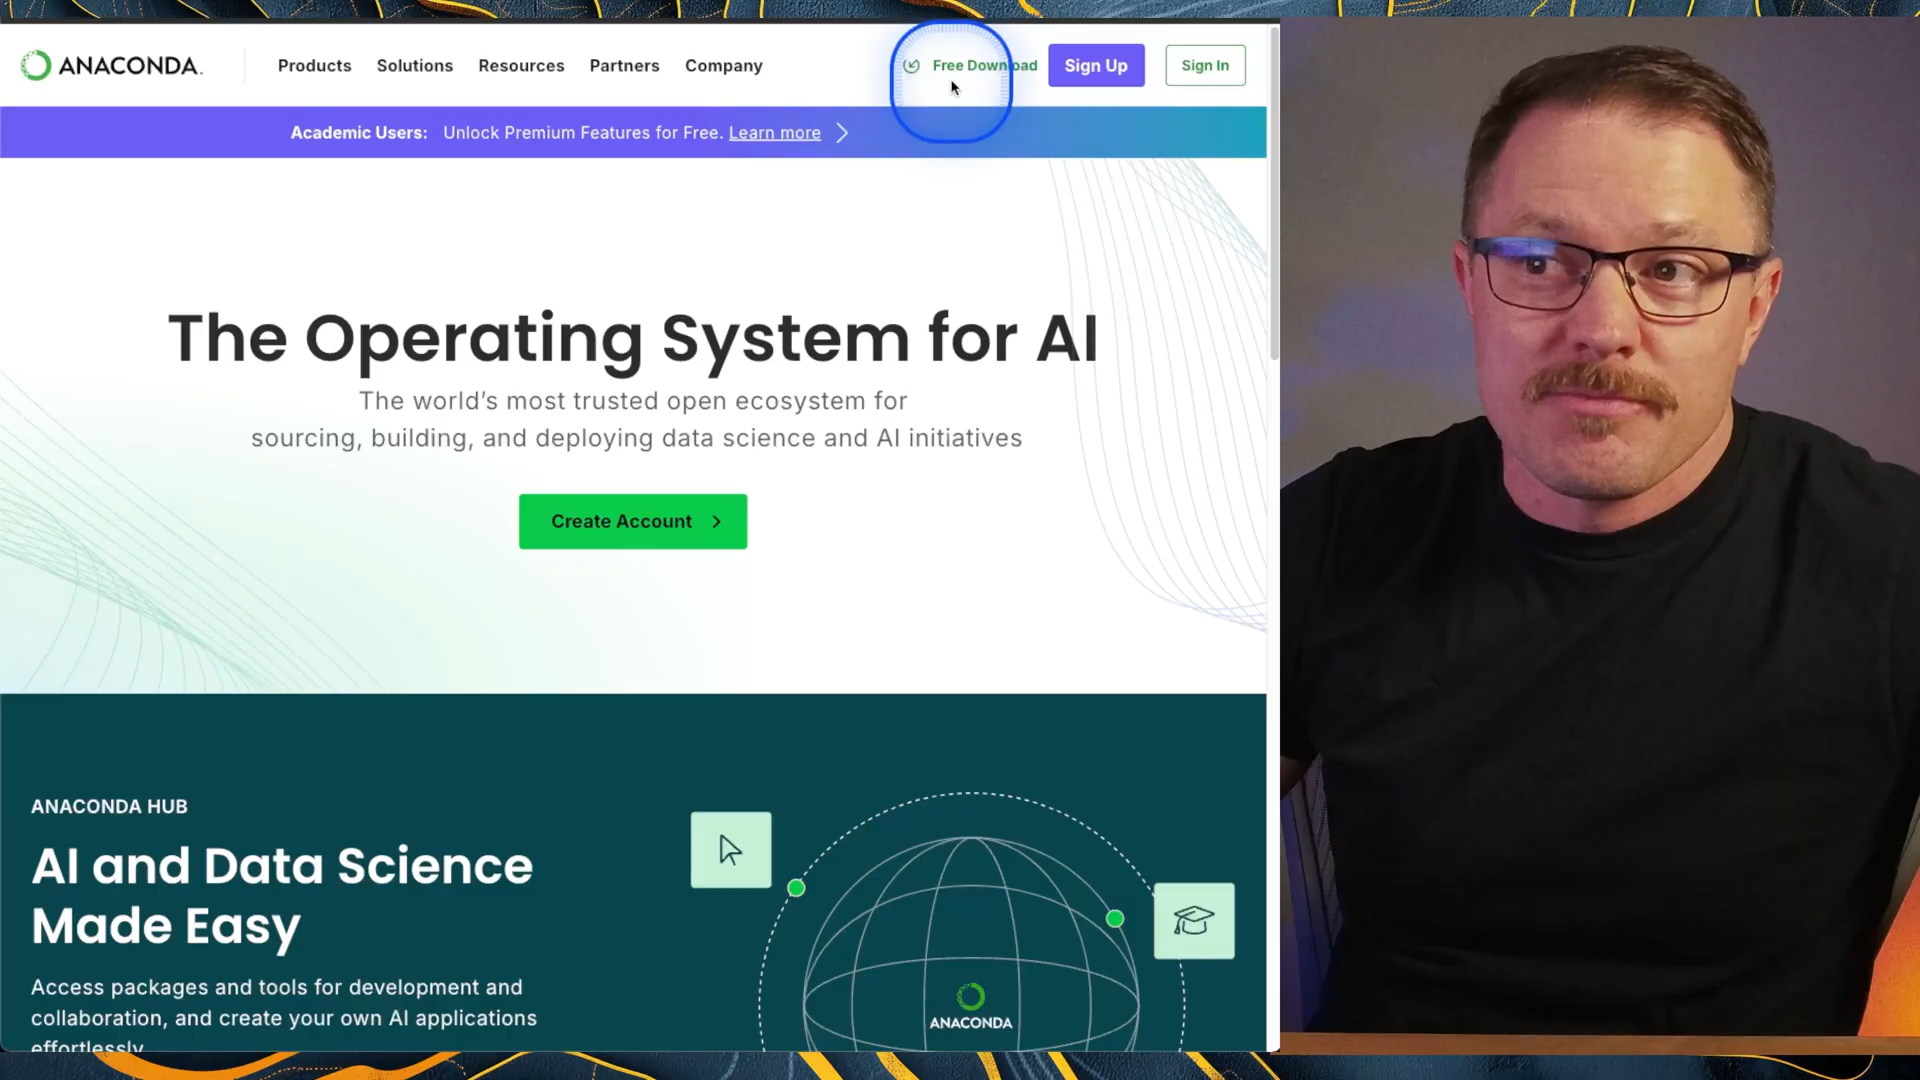 ANACONDA.
Products Solutions Resources Partners Company
Free Download Sign Up Sign In
Academic Users: Unlock Premium Features for Free. Learn more
The Operating System for AI
The world's most trusted open ecosystem for
sourcing, building, and deploying data science and AI initiatives
Create Account
ANACONDA HUB
AI and Data Science
Made Easy
Access packages and tools for development and
collaboration, and create your own AI applications
effortlessly
ANACONDA